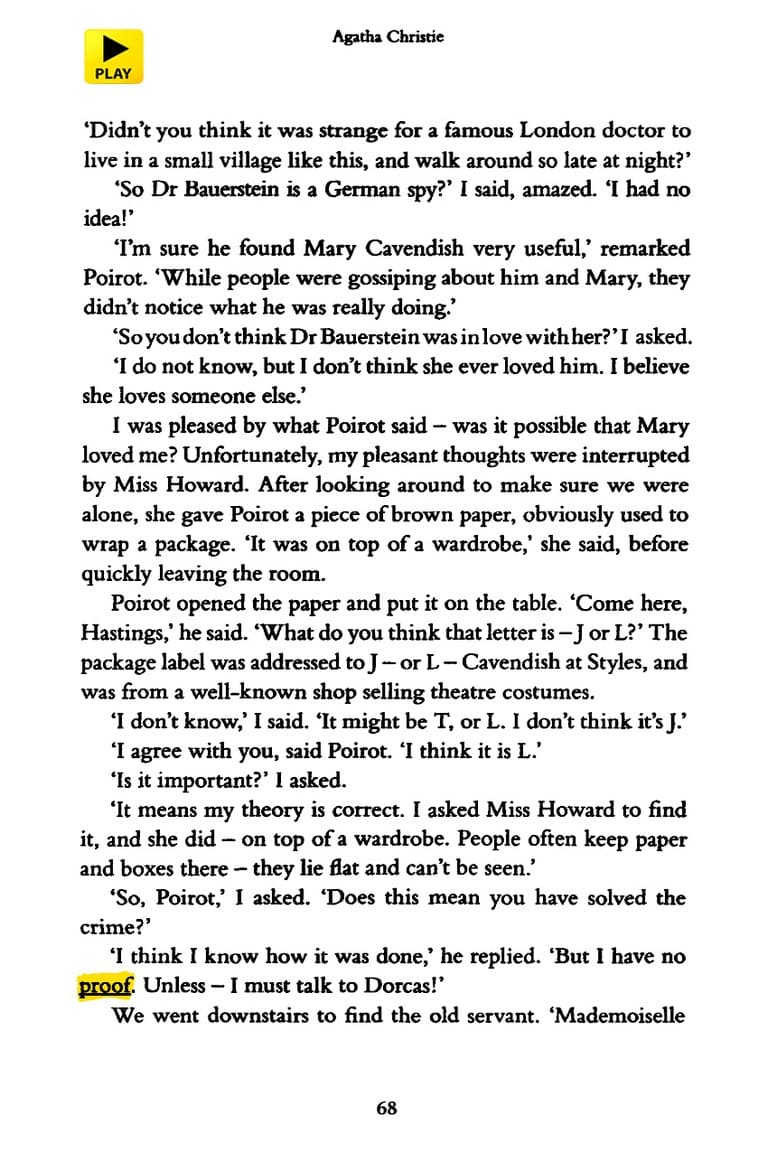 Agatha Christie
PLAY
‘Didn’t you think it was strange for a famous London doctor to
live in a small village like this, and walk around so late at night?’
‘So Dr Bauerstein is a German spy?’ I said, amazed. ‘I had no
idea!’
‘I’m sure he found Mary Cavendish very useful,’ remarked
Poirot. ‘While people were gossiping about him and Mary, they
didn’t notice what he was really doing.’
‘So you don’t think Dr Bauerstein was in love with her?’ I asked.
‘I do not know, but I don’t think she ever loved him. I believe
she loves someone else.’
I was pleased by what Poirot said – was it possible that Mary
loved me? Unfortunately, my pleasant thoughts were interrupted
by Miss Howard. After looking around to make sure we were
alone, she gave Poirot a piece of brown paper, obviously used to
wrap a package. ‘It was on top of a wardrobe,’ she said, before
quickly leaving the room.
Poirot opened the paper and put it on the table. ‘Come here,
Hastings,’ he said. ‘What do you think that letter is – J or L?’ The
package label was addressed to J – or L – Cavendish at Styles, and
was from a well-known shop selling theatre costumes.
‘I don’t know,’ I said. ‘It might be T, or L. I don’t think it’s J.’
‘I agree with you, said Poirot. ‘I think it is L.’
‘Is it important?’ I asked.
‘It means my theory is correct. I asked Miss Howard to find
it, and she did – on top of a wardrobe. People often keep paper
and boxes there – they lie flat and can’t be seen.’
‘So, Poirot,’ I asked. ‘Does this mean you have solved the
crime?’
‘I think I know how it was done,’ he replied. ‘But I have no
proof. Unless – I must talk to Dorcas!’
We went downstairs to find the old servant. ‘Mademoiselle
68